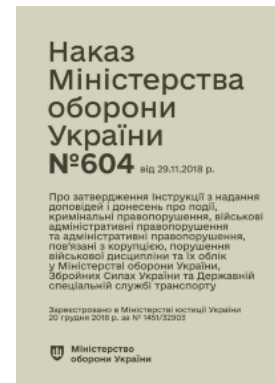 Наказ
Міністерства
оборони
України
№604 від 29.11.2018 р.
Про затвердження Інструкції з надання
доповідей і донесень про події,
кримінальні правопорушення, військові
адміністративні правопорушення
та адміністративні правопорушення,
пов'язані з корупцією, порушення
військової дисципліни та їх облік
у Міністерстві оборони України,
Збройних Силах України та Державній
спеціальній службі транспорту
Зареєстровано в Міністерстві юстиції України
20 грудня 2018 р. за № 1451/32903
Міністерство
оборони України